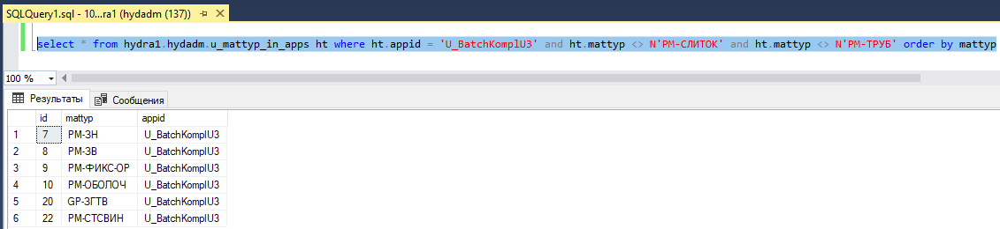 SQLQuery1.sql - 10...ra1 (hydadm (137))
select * from hydra1.hydadm.u_mattyp_in_apps ht where ht.appid = 'U_BatchKomplU3' and ht.mattyp <> N'PM-СЛИТОК' and ht.mattyp <> N'PM-ТРУБ' order by mattyp
100 %
Результаты Сообщения
id mattyp appid
1 7 PM-ЗН U_BatchKomplU3
2 8 PM-ЗВ U_BatchKomplU3
3 9 PM-ФИКС-ОР U_BatchKomplU3
4 10 PM-ОБОЛОЧ U_BatchKomplU3
5 20 GP-ЗГТВ U_BatchKomplU3
6 22 PM-СТСВИН U_BatchKomplU3